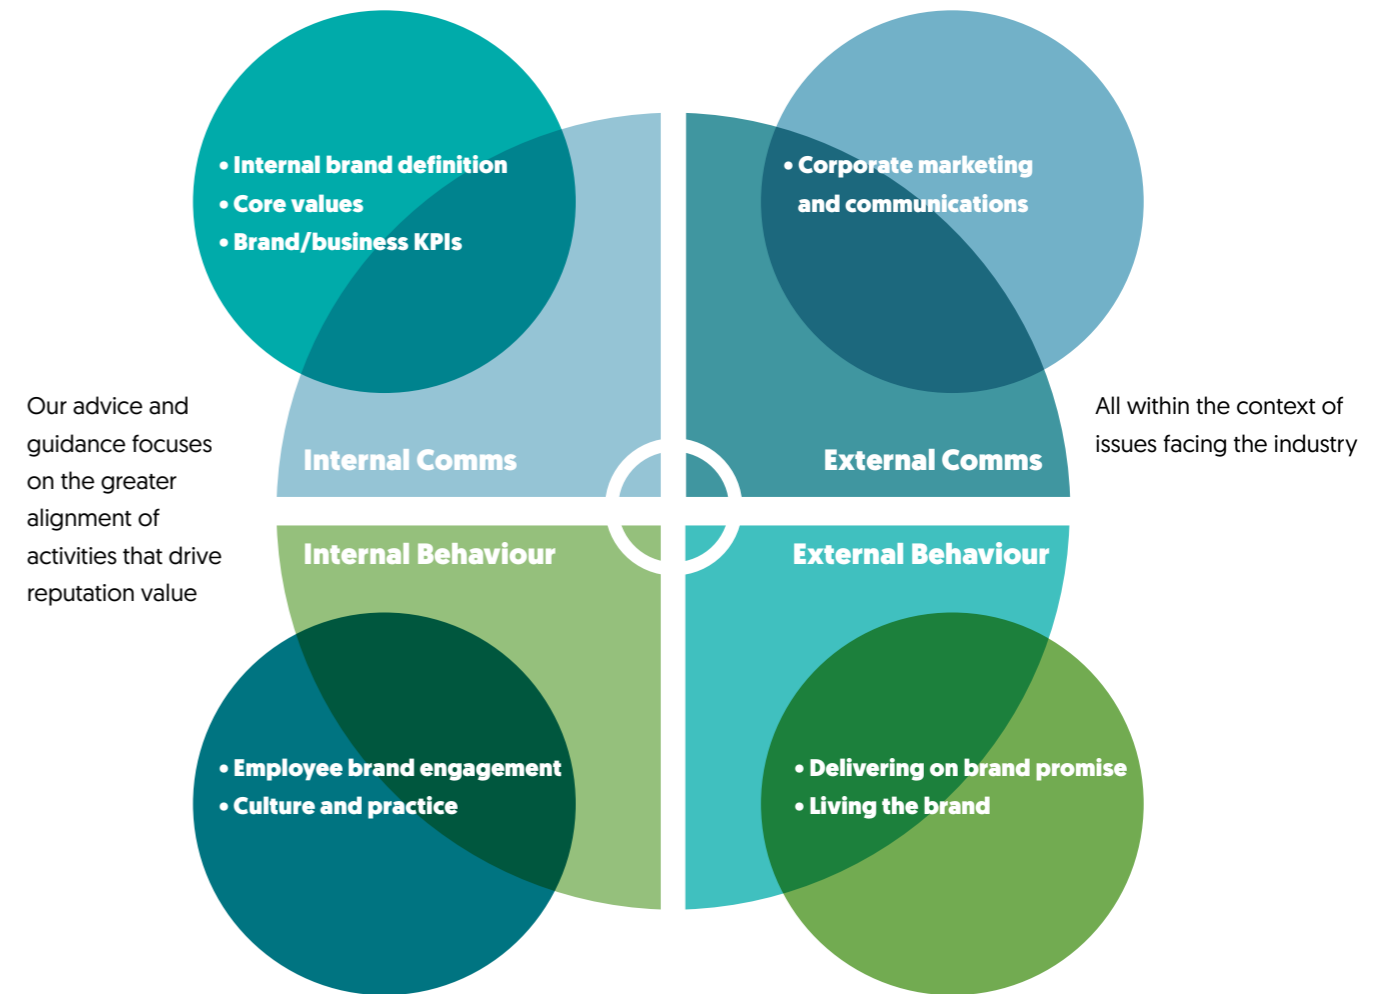 • Internal brand definition
• Core values
• Brand/business KPIs
• Corporate marketing
and communications
Our advice and
guidance focuses
on the greater
alignment of
activities that drive
reputation value
Internal Comms
External Comms
All within the context of
issues facing the industry
Internal Behaviour
External Behaviour
• Employee brand engagement
• Culture and practice
• Delivering on brand promise
• Living the brand